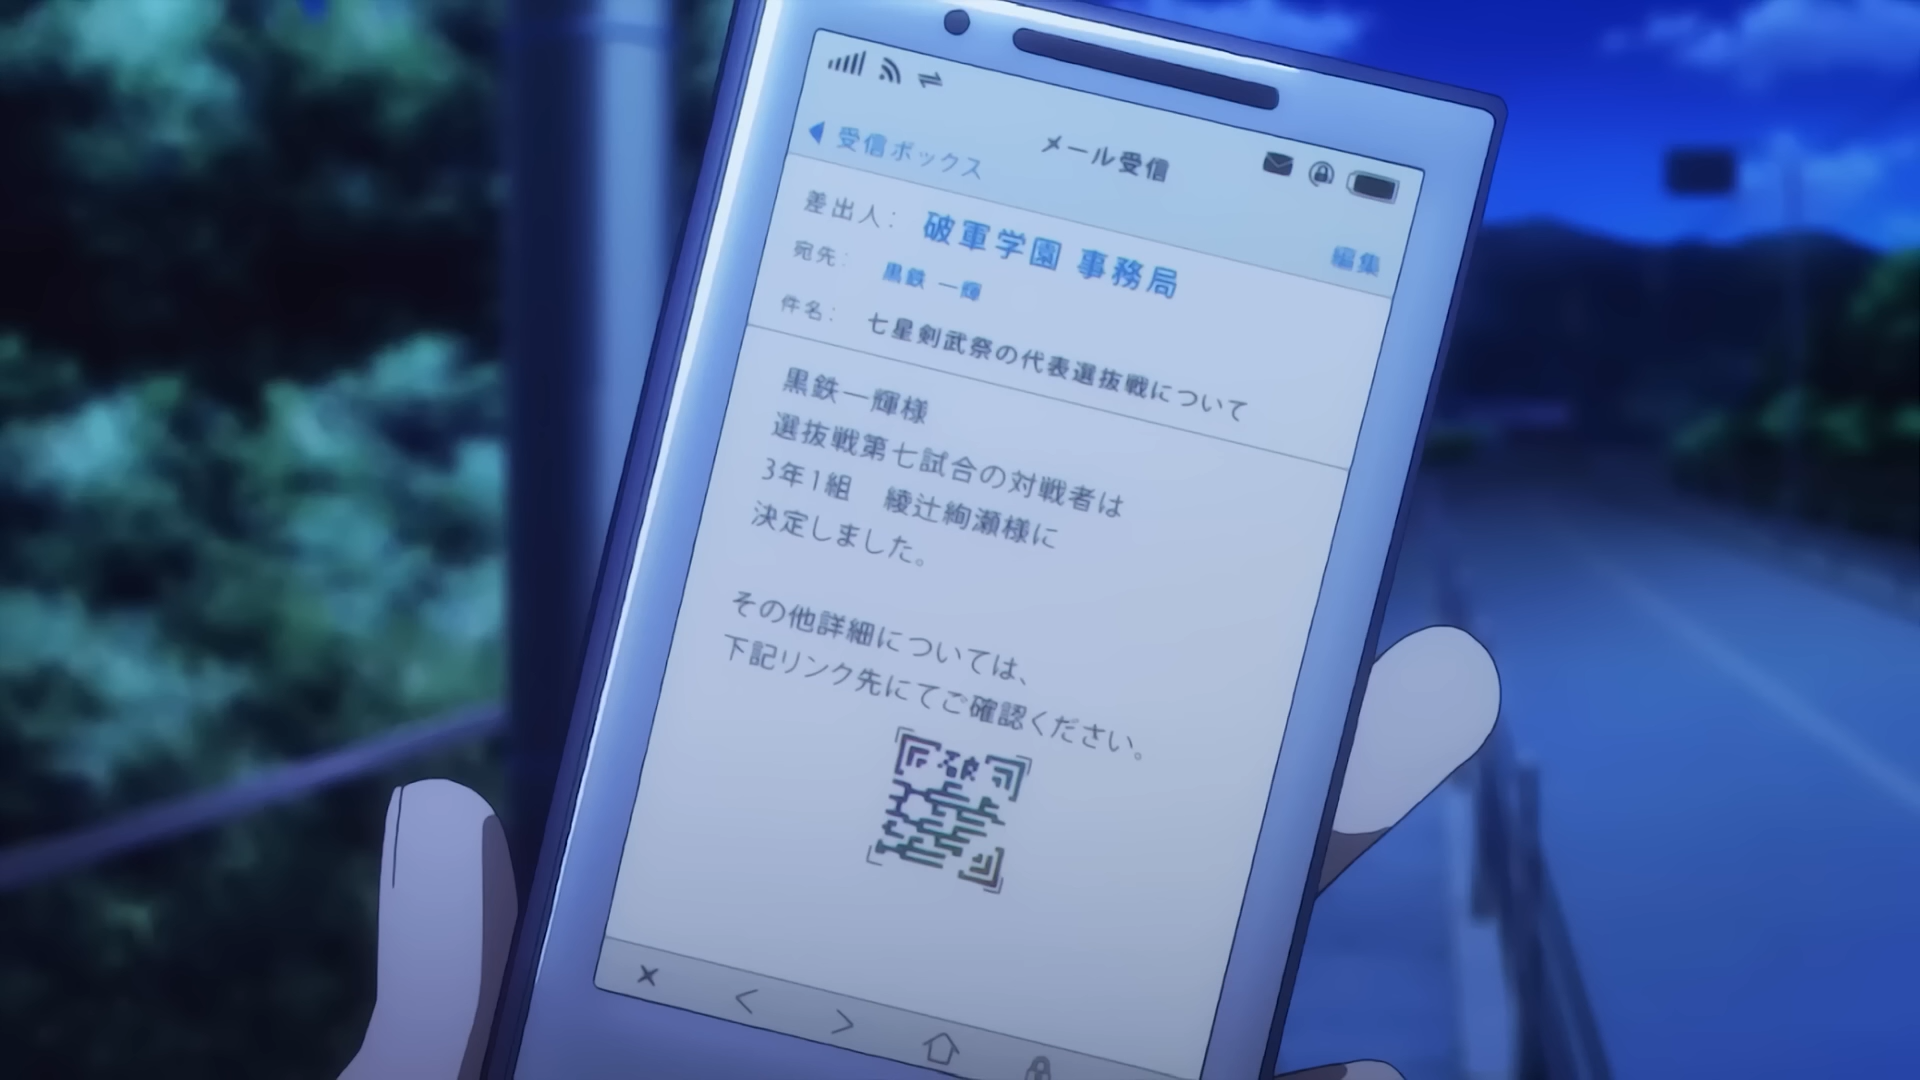 メール受信
受信ボックス
編集
差出人: 破軍学園 事務局
宛先: 黒鉄 一輝
件名: 七星剣武祭の代表選抜戦について
黒鉄一輝様
選抜戦第七試合の対戦者は
3年1組 綾辻絢瀬様に
決定しました。
その他詳細については、
下記リンク先にてご確認ください。
破